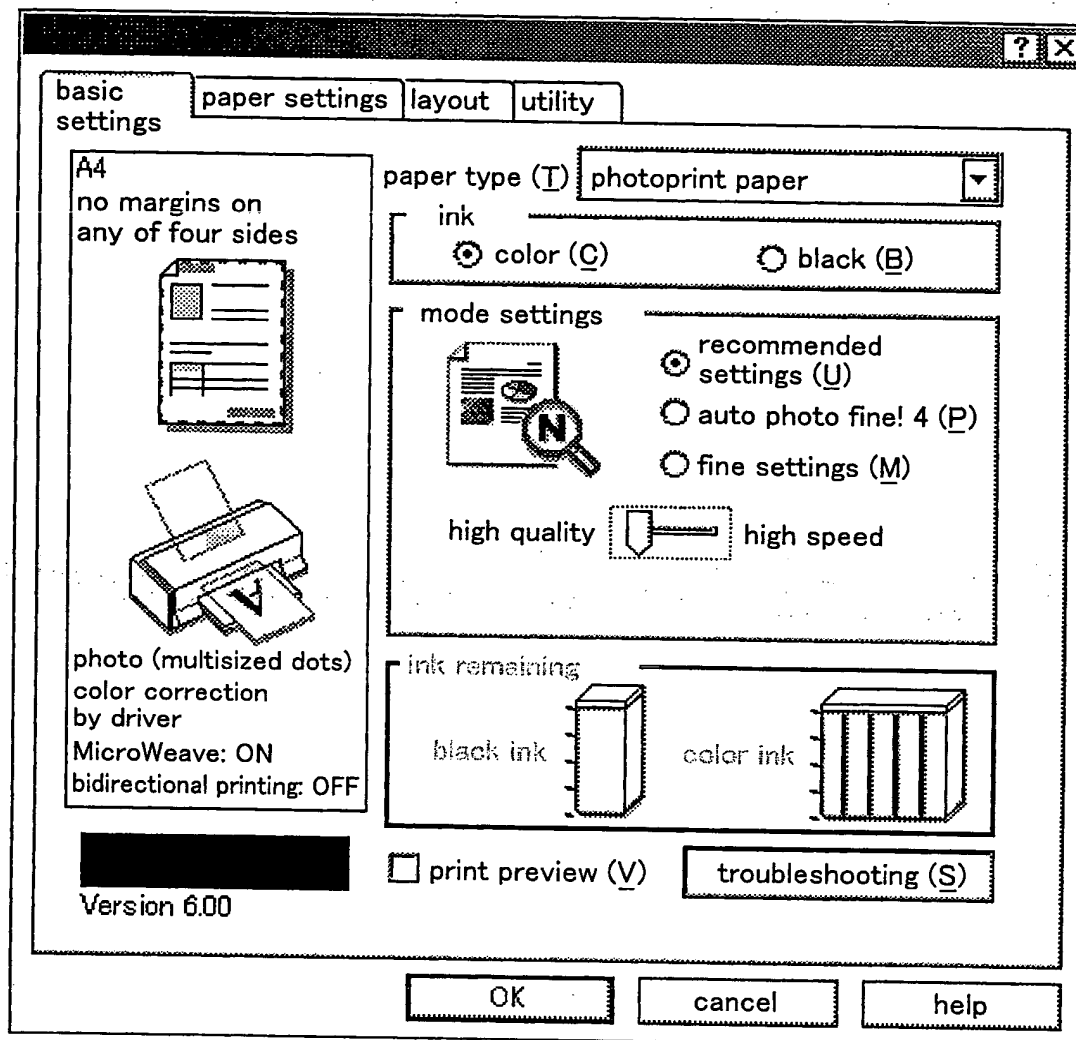 ? X
basic
settings
paper settings
layout
utility
A4
no margins on
any of four sides
photo (multisized dots)
color correction
by driver
MicroWeave: ON
bidirectional printing: OFF
Version 6.00
paper type (T) photoprint paper
ink
color (C) black (B)
mode settings
N
recommended
settings (U)
auto photo fine! 4 (P)
fine settings (M)
high quality high speed
ink remaining
black ink color ink
print preview (V) troubleshooting (S)
OK cancel help